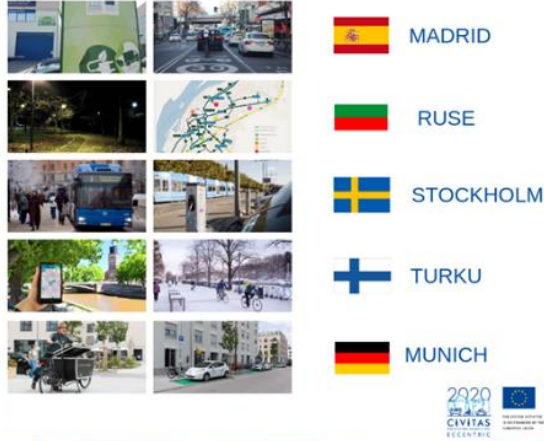 MADRID
RUSE
STOCKHOLM
TURKU
MUNICH
2020
CIVITAS
ECCENTRIC